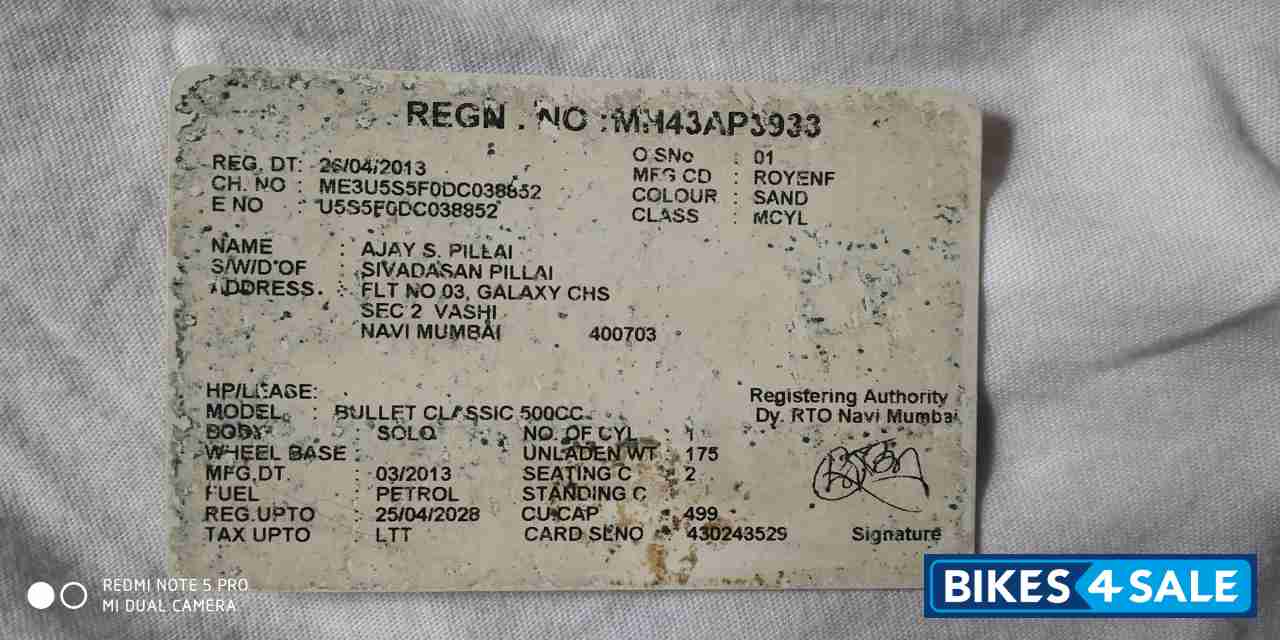 REGN . NO :MH43AP3933
REG. DT: 26/04/2013
CH. NO : ME3U5S5F0DC038852
E NO : U5S5F0DC038852
O SNo : 01
MFG CD : ROYENF
COLOUR : SAND
CLASS : MCYL
NAME : AJAY S. PILLAI
S/W/D OF : SIVADASAN PILLAI
ADDRESS : FLT NO 03, GALAXY CHS
SEC 2 VASHI
NAVI MUMBAI 400703
HP/LEASE:
MODEL : BULLET CLASSIC 500CC
BODY : SOLO NO. OF CYL : 1
WHEEL BASE : UNLADEN WT : 175
MFG.DT. : 03/2013 SEATING C : 2
FUEL : PETROL STANDING C
REG.UPTO : 25/04/2028 CU.CAP : 499
TAX UPTO : LTT CARD SLNO : 430243529
Registering Authority
Dy. RTO Navi Mumbai
Signature
REDMI NOTE 5 PRO
MI DUAL CAMERA
BIKES4SALE